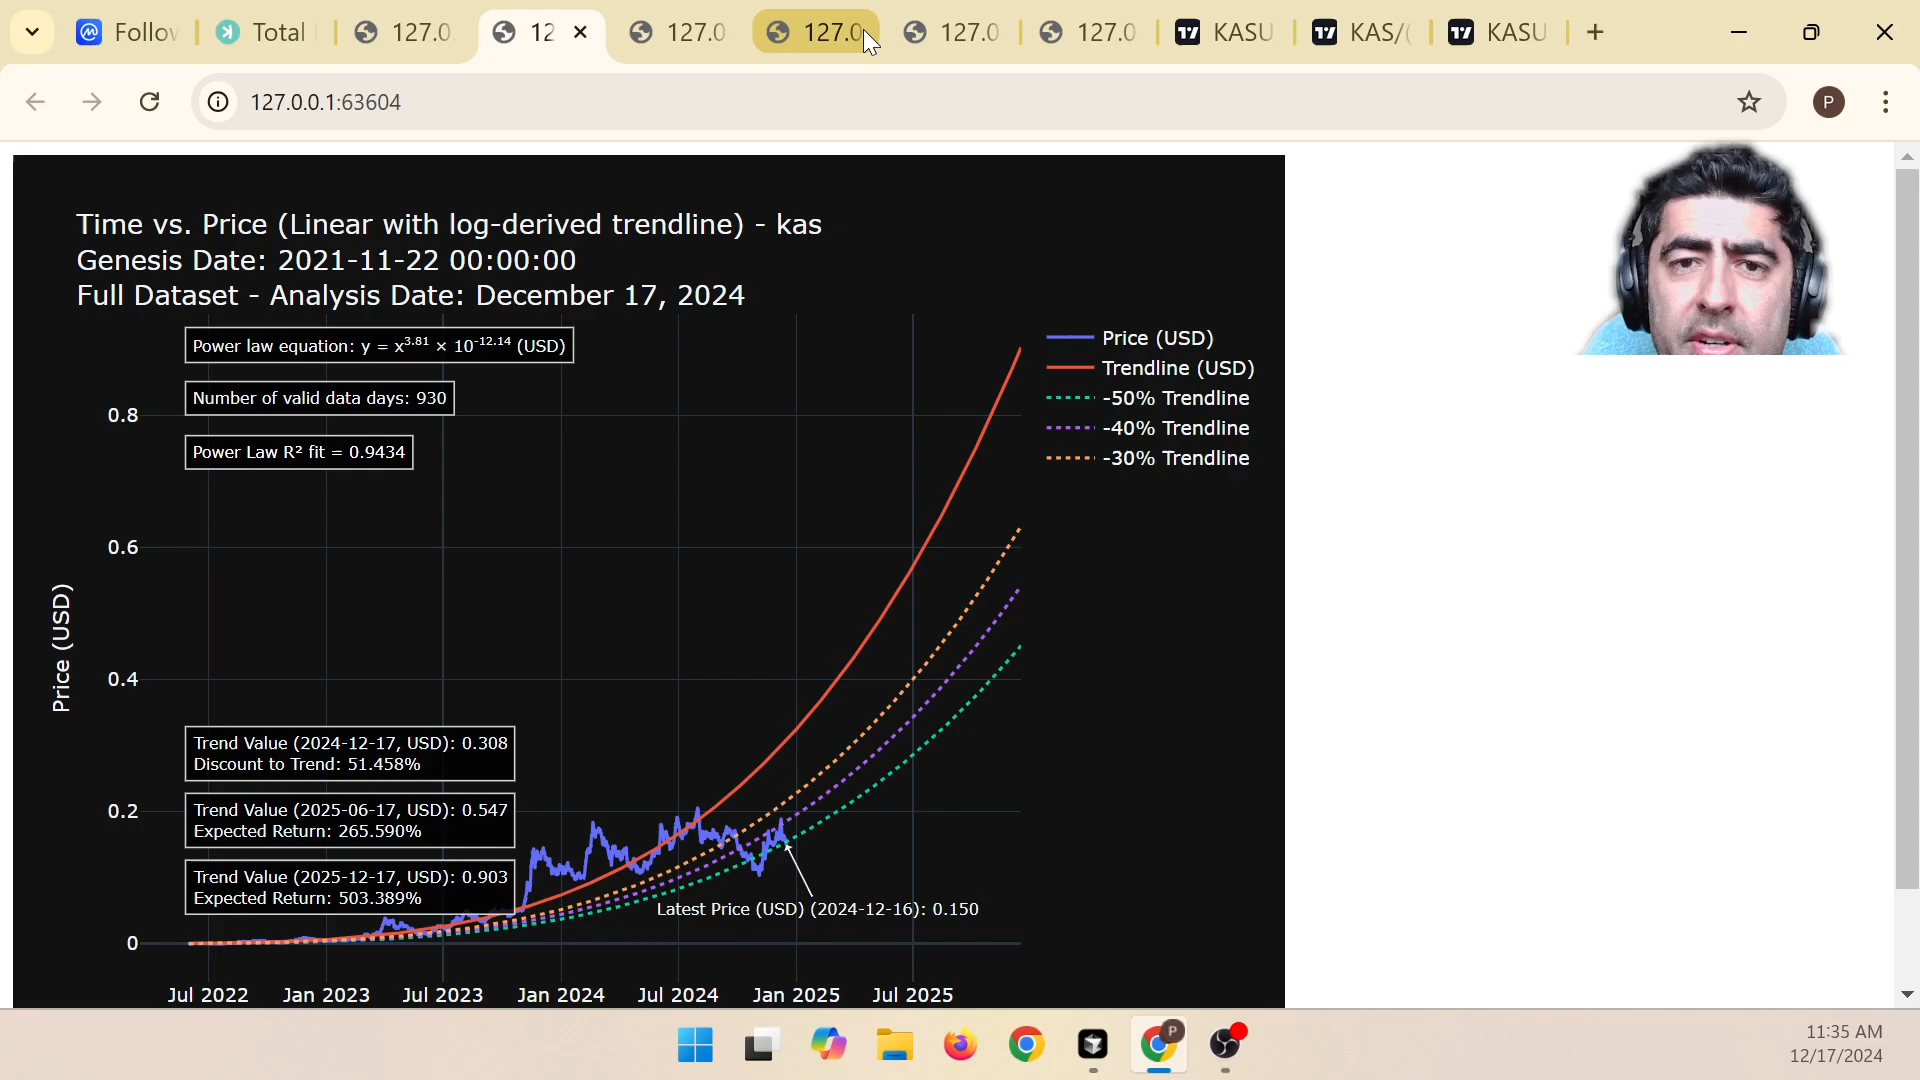 Follow
Total
127.0.
12
127.0.
127.0
127.0
127.0
KASU
KAS/(
KASU
127.0.0.1:63604
P
Time vs. Price (Linear with log-derived trendline) - kas
Genesis Date: 2021-11-22 00:00:00
Full Dataset - Analysis Date: December 17, 2024
Power law equation: y = x^3.81 × 10^-12.14 (USD)
Number of valid data days: 930
Power Law R² fit = 0.9434
Price (USD)
Trendline (USD)
-50% Trendline
-40% Trendline
-30% Trendline
0.8
0.6
0.4
0.2
0
Price (USD)
Trend Value (2024-12-17, USD): 0.308
Discount to Trend: 51.458%
Trend Value (2025-06-17, USD): 0.547
Expected Return: 265.590%
Trend Value (2025-12-17, USD): 0.903
Expected Return: 503.389%
Latest Price (USD) (2024-12-16): 0.150
Jul 2022
Jan 2023
Jul 2023
Jan 2024
Jul 2024
Jan 2025
Jul 2025
P
11:35 AM
12/17/2024